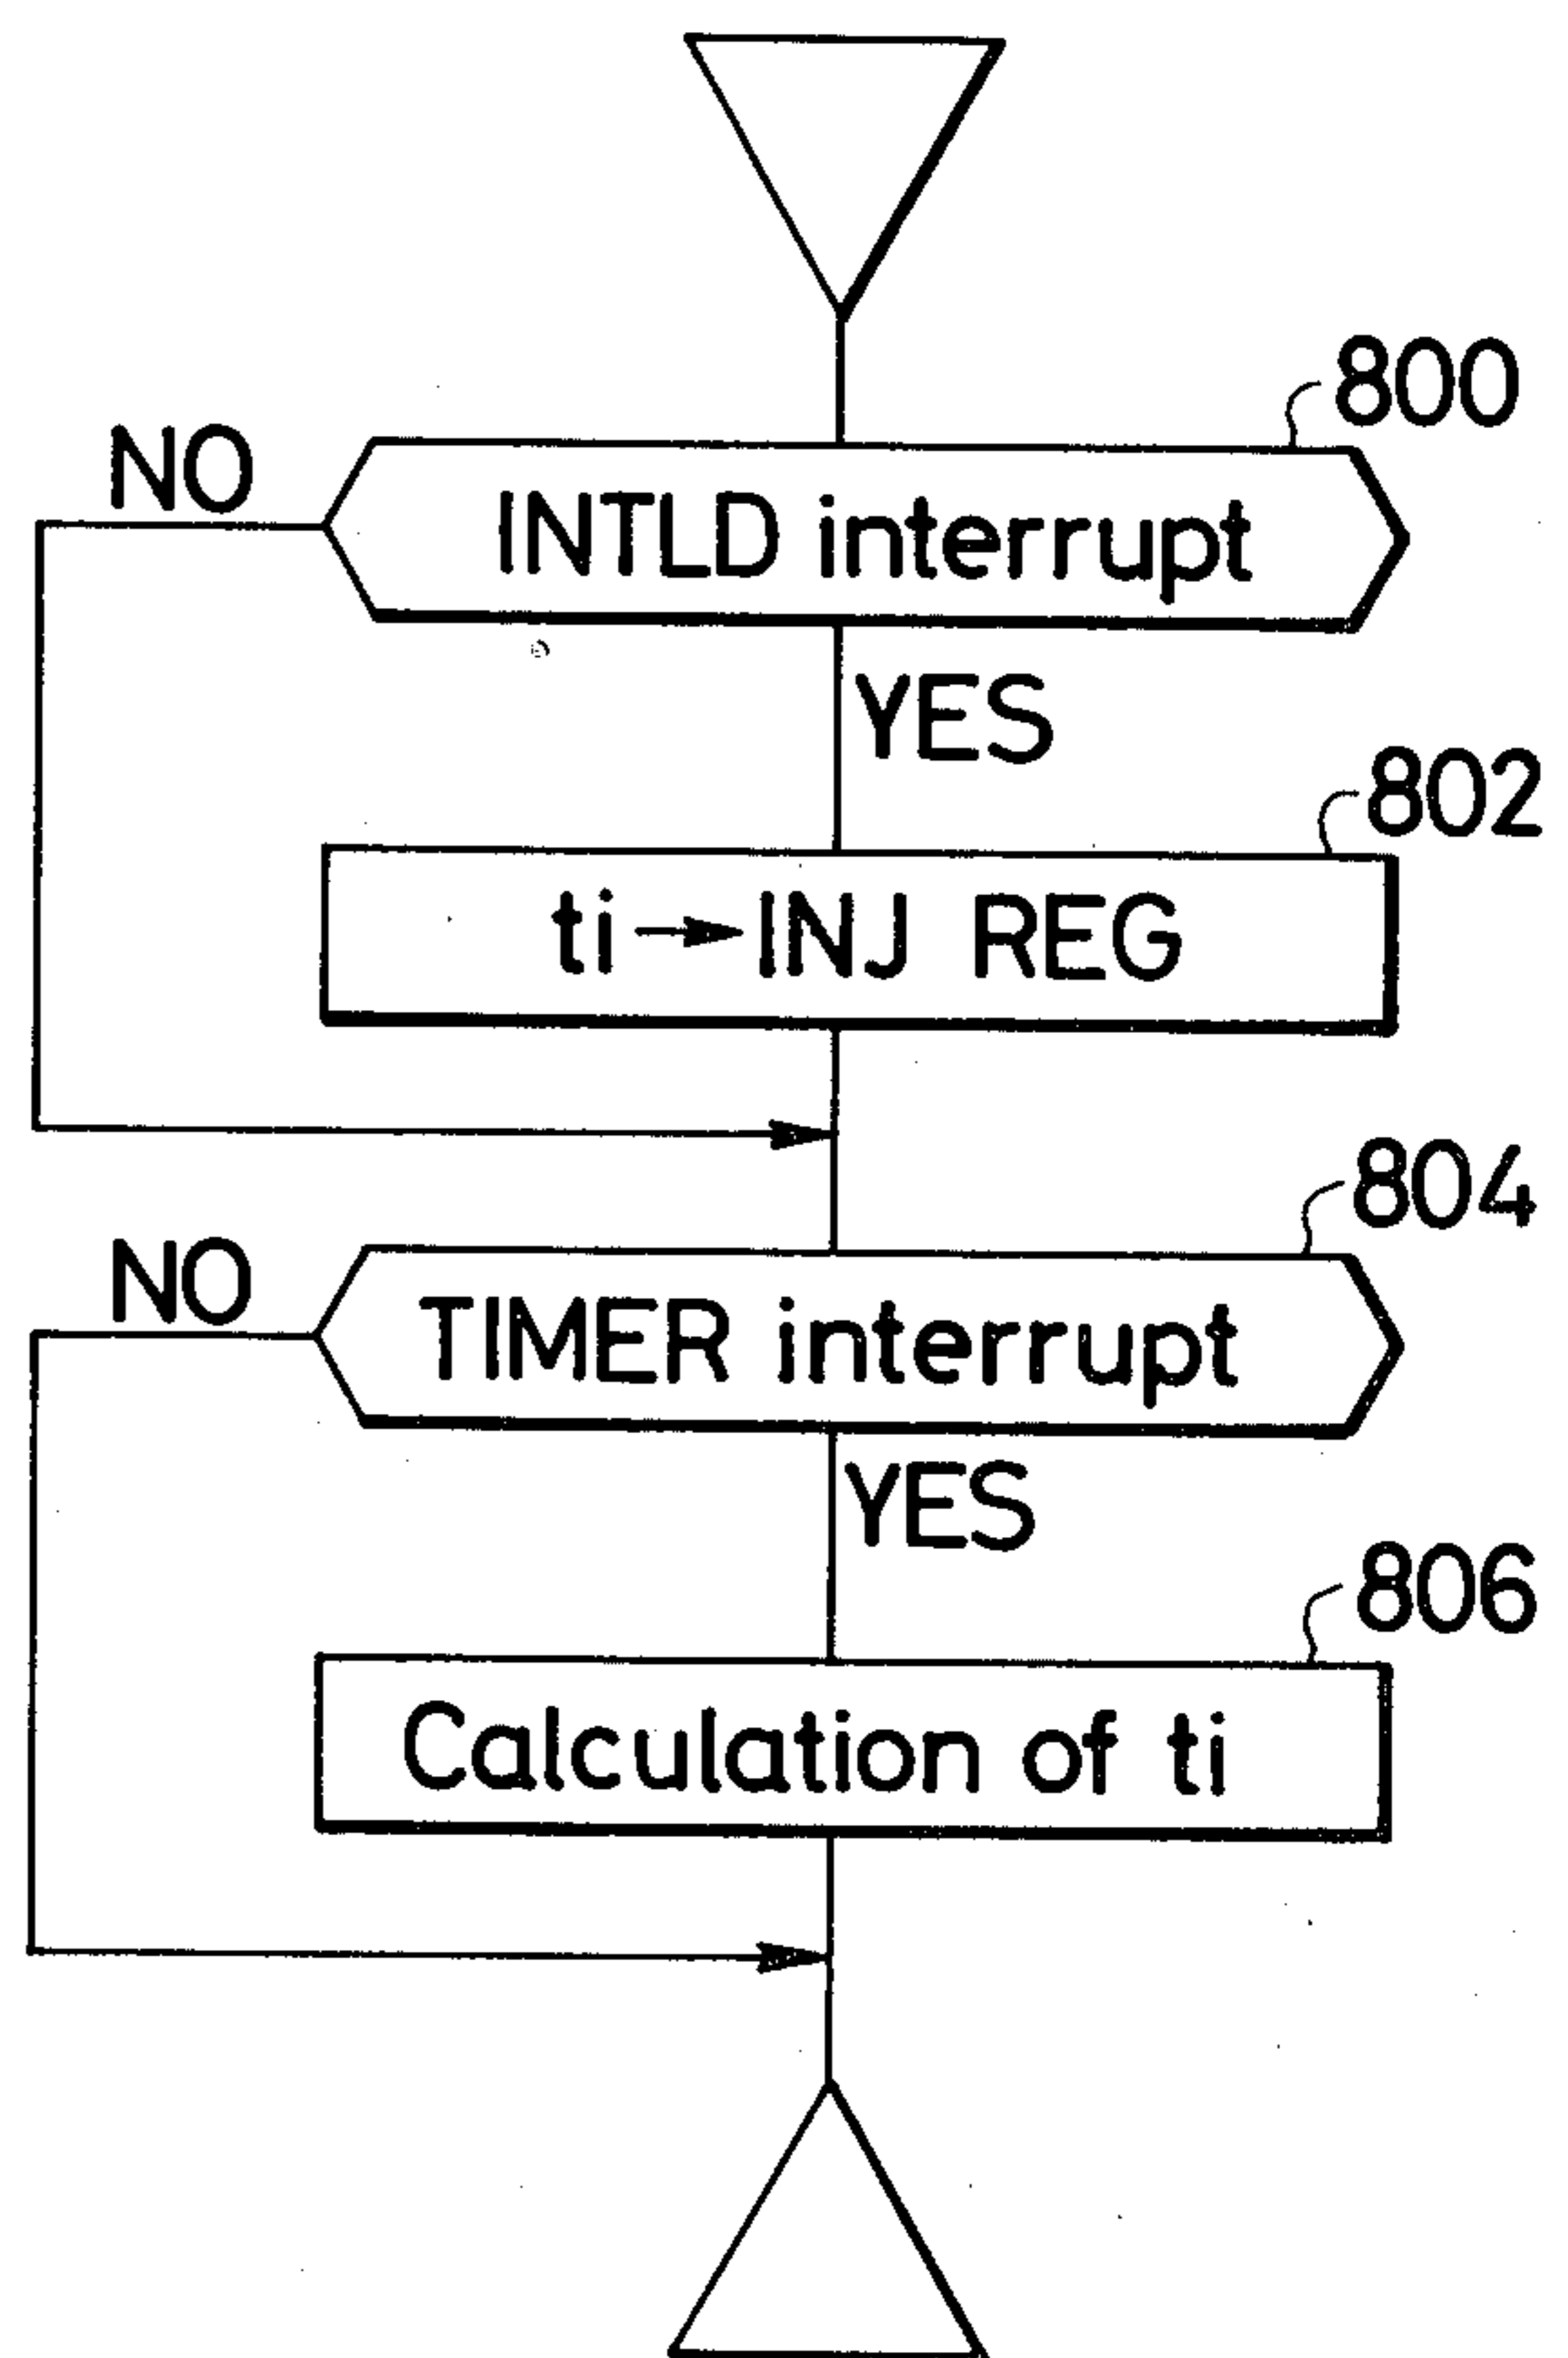 800
NO
INTLD interrupt
YES
802
ti→INJ REG
804
NO
TIMER interrupt
YES
806
Calculation of ti